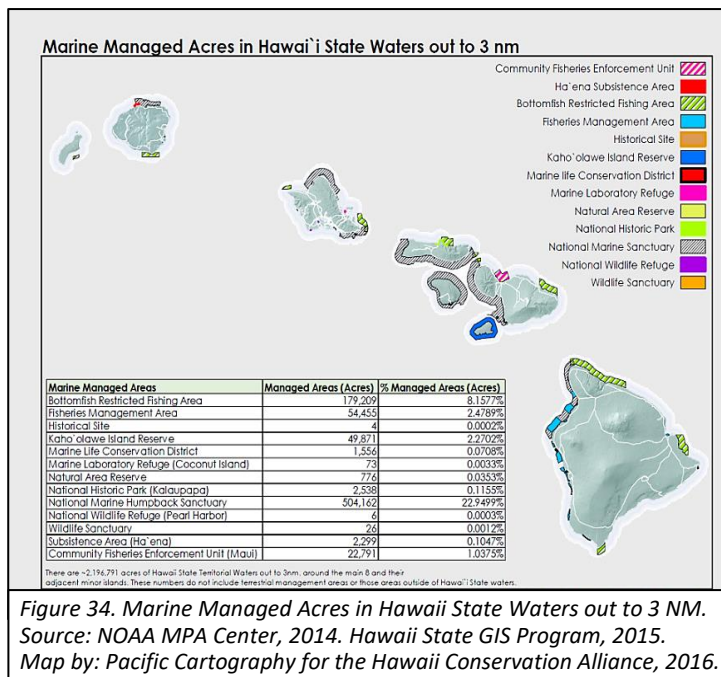 Marine Managed Acres in Hawai`i State Waters out to 3 nm
Community Fisheries Enforcement Unit
Ha`ena Subsistence Area
Bottomfish Restricted Fishing Area
Fisheries Management Area
Historical Site
Kaho`olawe Island Reserve
Marine life Conservation District
Marine Laboratory Refuge
Natural Area Reserve
National Historic Park
National Marine Sanctuary
National Wildlife Refuge
Wildlife Sanctuary
Marine Managed Areas Managed Areas (Acres) % Managed Areas (Acres)
Bottomfish Restricted Fishing Area 179,209 8.1577%
Fisheries Management Area 54,455 2.4789%
Historical Site 4 0.0002%
Kaho`olawe Island Reserve 49,871 2.2702%
Marine Life Conservation District 1,556 0.0708%
Marine Laboratory Refuge (Coconut Island) 73 0.0033%
Natural Area Reserve 776 0.0353%
National Historic Park (Kalaupapa) 2,538 0.1155%
National Marine Humpback Sanctuary 504,162 22.9499%
National Wildlife Refuge (Pearl Harbor) 6 0.0003%
Wildlife Sanctuary 26 0.0012%
Subsistence Area (Ha`ena) 2,299 0.1047%
Community Fisheries Enforcement Unit (Maui) 22,791 1.0375%
There are ~2,196,791 acres of Hawaii State Territorial Waters out to 3nm. around the main 8 and their
adjacent minor islands. These numbers do not include terrestrial management areas or those areas outside of Hawai`i State waters.
Figure 34. Marine Managed Acres in Hawaii State Waters out to 3 NM.
Source: NOAA MPA Center, 2014. Hawaii State GIS Program, 2015.
Map by: Pacific Cartography for the Hawaii Conservation Alliance, 2016.